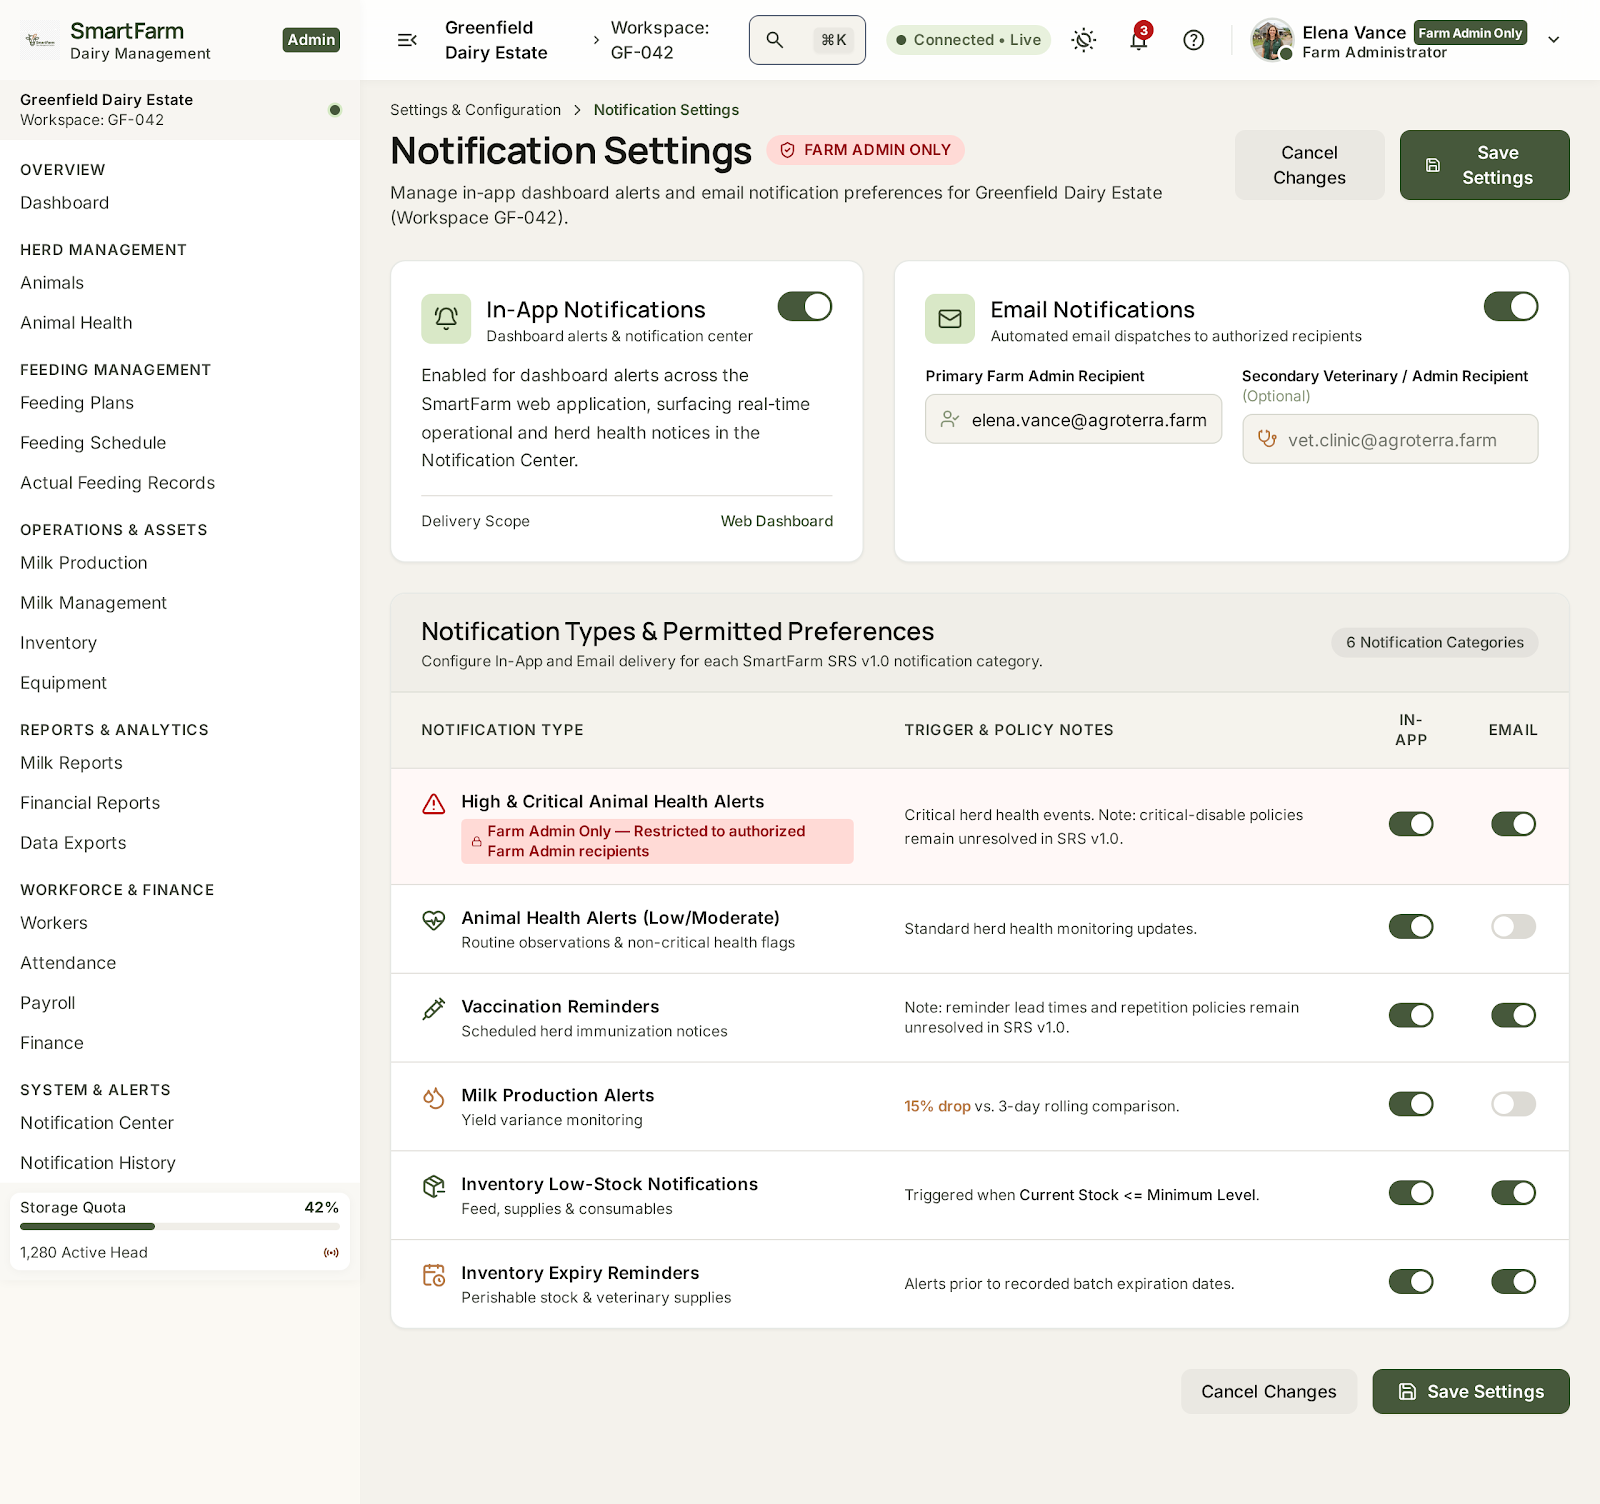 SmartFarm
Dairy Management
Admin
Greenfield Dairy Estate
Workspace: GF-042
OVERVIEW
Dashboard
HERD MANAGEMENT
Animals
Animal Health
FEEDING MANAGEMENT
Feeding Plans
Feeding Schedule
Actual Feeding Records
OPERATIONS & ASSETS
Milk Production
Milk Management
Inventory
Equipment
REPORTS & ANALYTICS
Milk Reports
Financial Reports
Data Exports
WORKFORCE & FINANCE
Workers
Attendance
Payroll
Finance
SYSTEM & ALERTS
Notification Center
Notification History
Storage Quota 42%
1,280 Active Head
Greenfield
Dairy Estate
Workspace:
GF-042
⌘K
Connected • Live
3
Elena Vance Farm Admin Only
Farm Administrator
Settings & Configuration > Notification Settings
Notification Settings
FARM ADMIN ONLY
Manage in-app dashboard alerts and email notification preferences for Greenfield Dairy Estate
(Workspace GF-042).
Cancel
Changes
Save
Settings
In-App Notifications
Dashboard alerts & notification center
Enabled for dashboard alerts across the
SmartFarm web application, surfacing real-time
operational and herd health notices in the
Notification Center.
Delivery Scope Web Dashboard
Email Notifications
Automated email dispatches to authorized recipients
Primary Farm Admin Recipient
elena.vance@agroterra.farm
Secondary Veterinary / Admin Recipient
(Optional)
vet.clinic@agroterra.farm
Notification Types & Permitted Preferences
Configure In-App and Email delivery for each SmartFarm SRS v1.0 notification category.
6 Notification Categories
NOTIFICATION TYPE
TRIGGER & POLICY NOTES
IN-
APP
EMAIL
High & Critical Animal Health Alerts
Farm Admin Only — Restricted to authorized
Farm Admin recipients
Critical herd health events. Note: critical-disable policies
remain unresolved in SRS v1.0.
Animal Health Alerts (Low/Moderate)
Routine observations & non-critical health flags
Standard herd health monitoring updates.
Vaccination Reminders
Scheduled herd immunization notices
Note: reminder lead times and repetition policies remain
unresolved in SRS v1.0.
Milk Production Alerts
Yield variance monitoring
15% drop vs. 3-day rolling comparison.
Inventory Low-Stock Notifications
Feed, supplies & consumables
Triggered when Current Stock <= Minimum Level.
Inventory Expiry Reminders
Perishable stock & veterinary supplies
Alerts prior to recorded batch expiration dates.
Cancel Changes
Save Settings